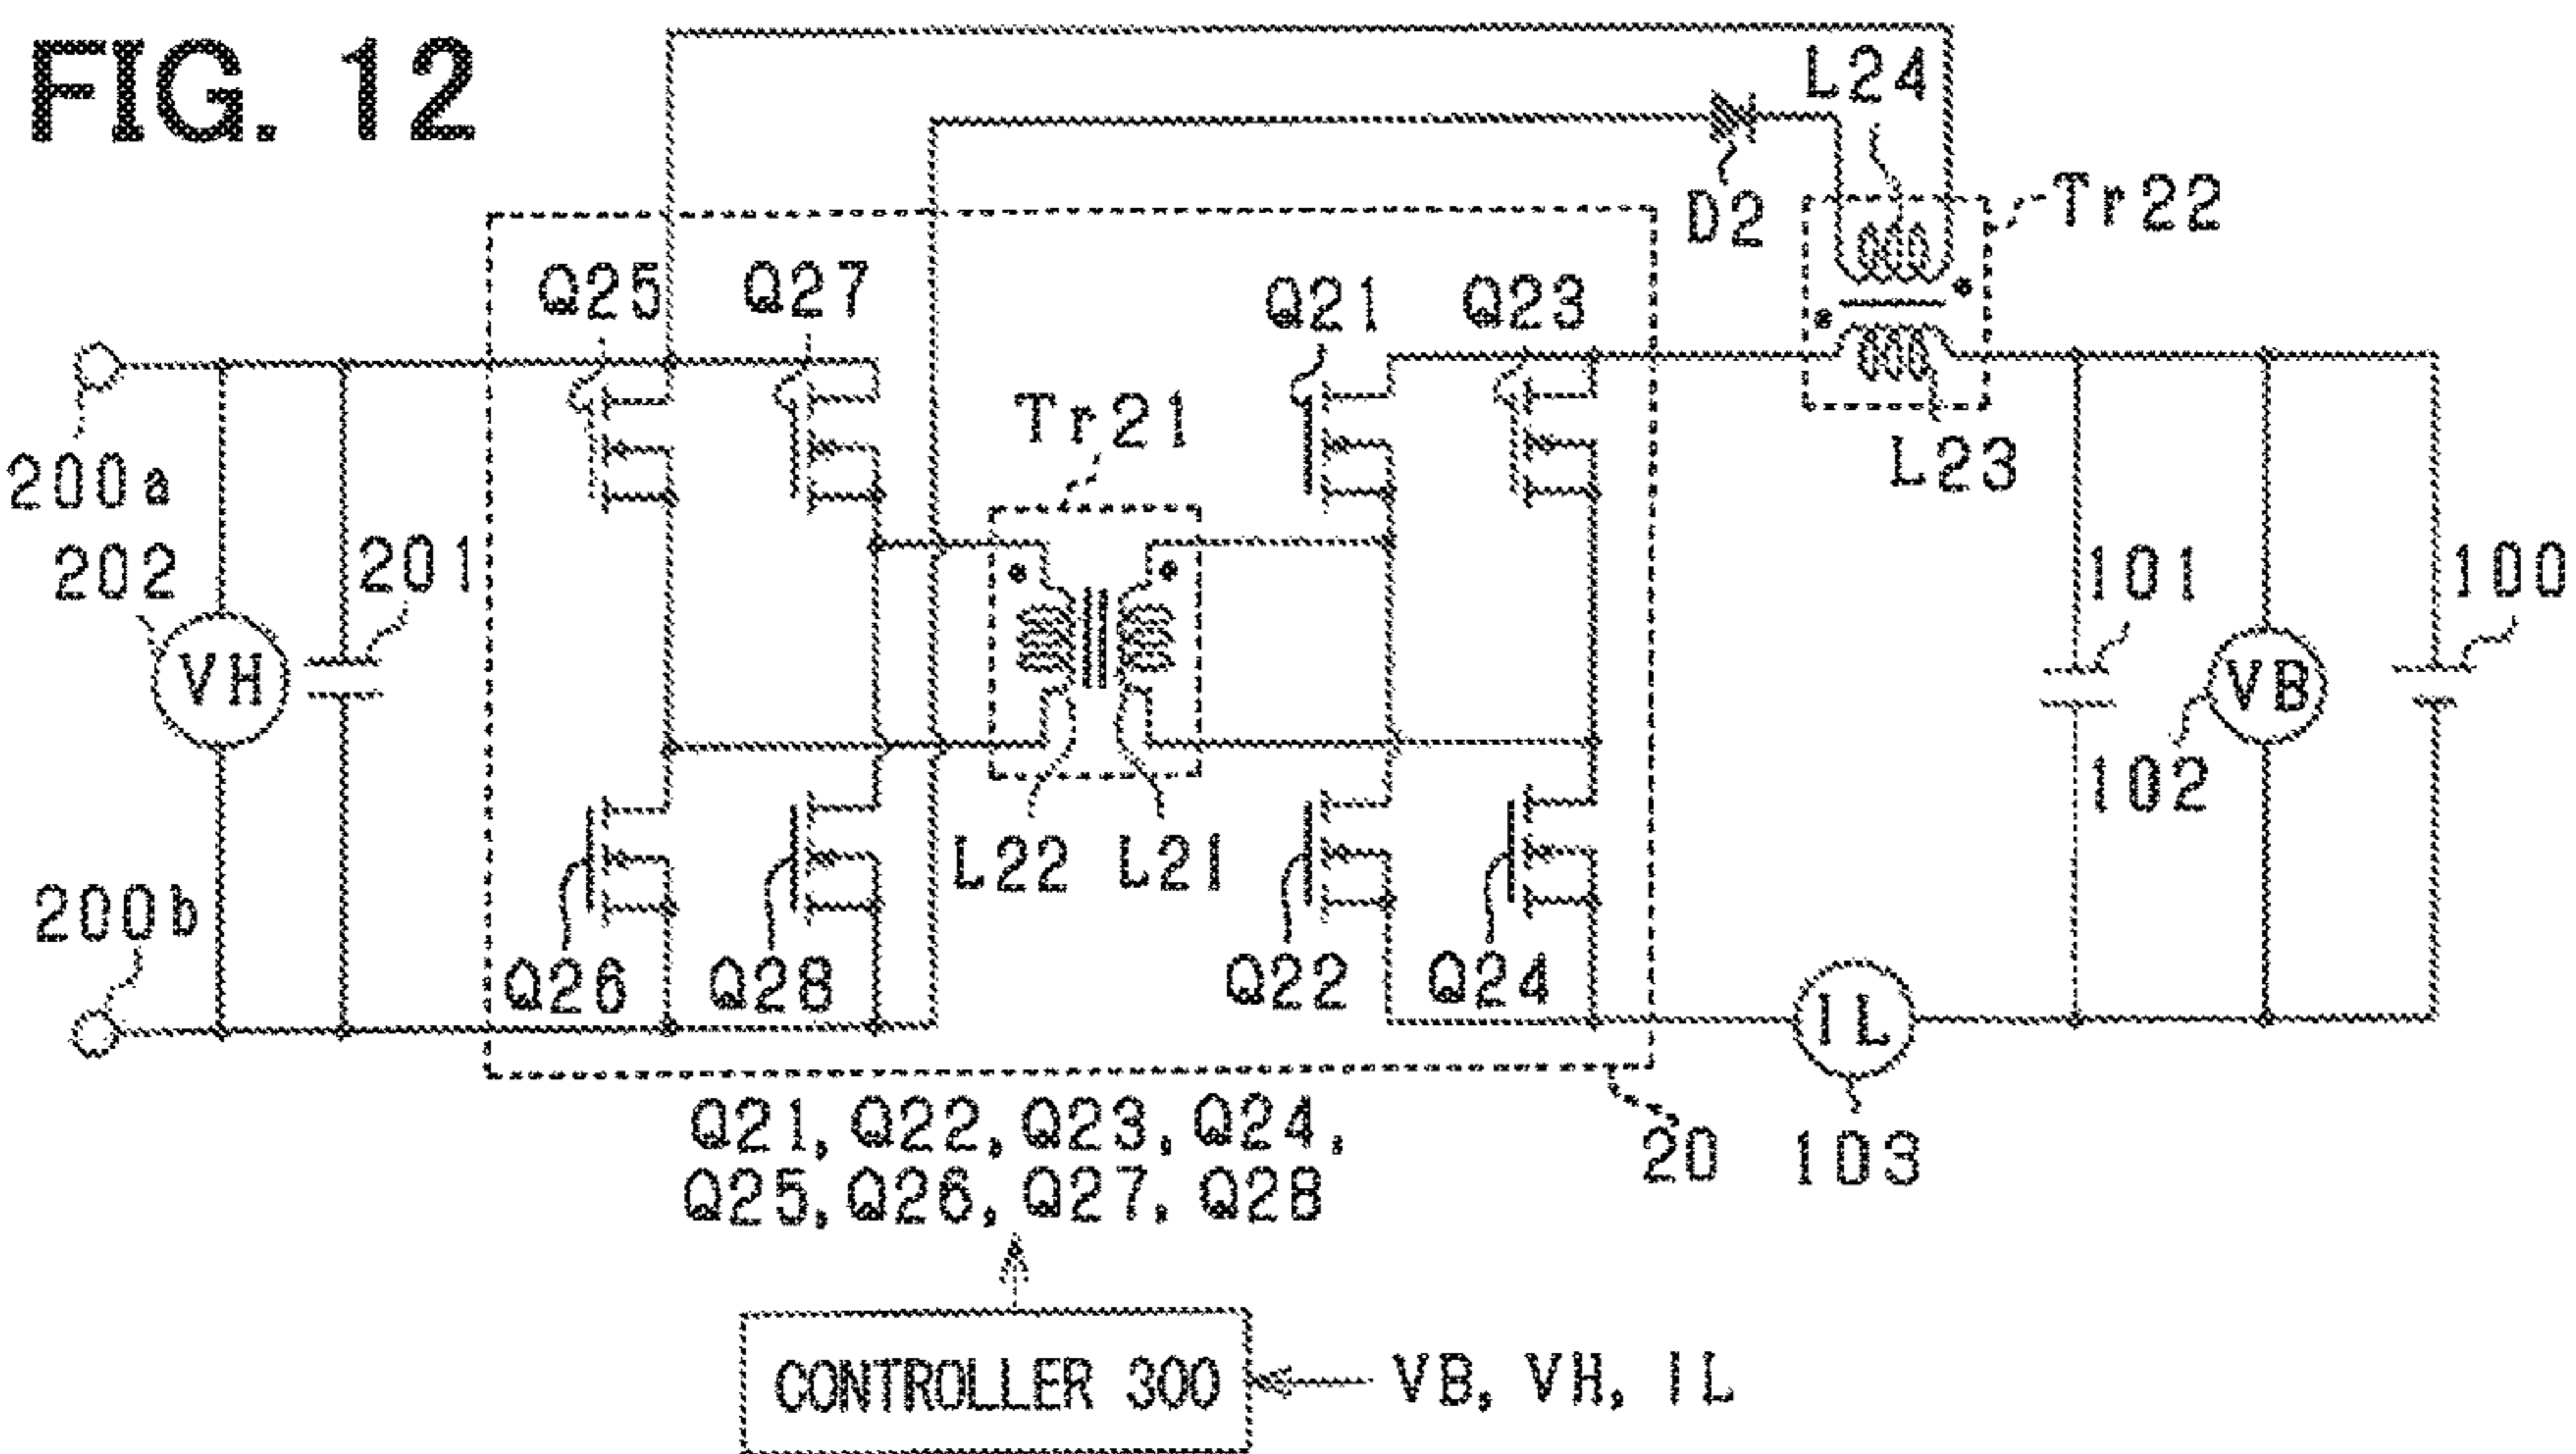 FIG. 12
L24
D2
Tr22
Q25
Q27
Q21
Q23
Tr21
L23
200a
202
201
101
100
VH
VB
102
L22
L21
200b
Q26
Q28
Q22
Q24
IL
Q21, Q22, Q23, Q24,
Q25, Q26, Q27, Q28
20
103
CONTROLLER 300
VB, VH, IL